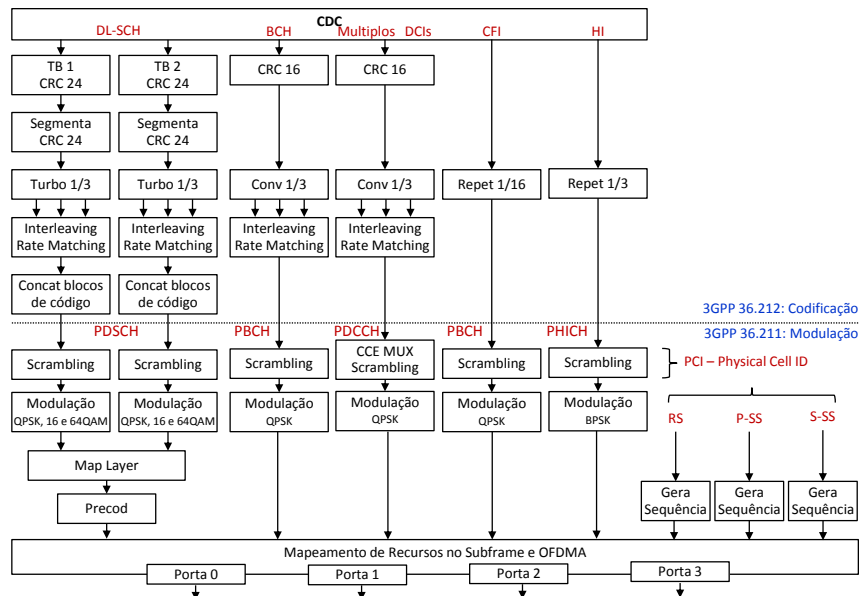 CDC
DL-SCH BCH Multiplos DCIs CFI HI
TB 1 TB 2 CRC 16 CRC 16
CRC 24 CRC 24
Segmenta Segmenta
CRC 24 CRC 24
Turbo 1/3 Turbo 1/3 Conv 1/3 Conv 1/3 Repet 1/16 Repet 1/3
Interleaving Interleaving Interleaving Interleaving
Rate Matching Rate Matching Rate Matching Rate Matching
Concat blocos Concat blocos
de código de código
3GPP 36.212: Codificação
PDSCH PBCH PDCCH PBCH PHICH 3GPP 36.211: Modulação
Scrambling Scrambling Scrambling CCE MUX Scrambling Scrambling PCI – Physical Cell ID
Scrambling
Modulação Modulação Modulação Modulação Modulação Modulação
QPSK, 16 e 64QAM QPSK, 16 e 64QAM QPSK QPSK QPSK BPSK
RS P-SS S-SS
Map Layer
Precod
Gera Gera Gera
Sequência Sequência Sequência
Mapeamento de Recursos no Subframe e OFDMA
Porta 0 Porta 1 Porta 2 Porta 3